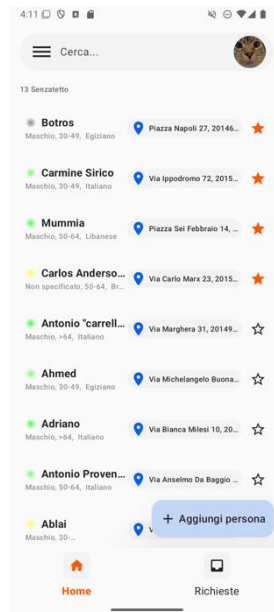 4:11
Cerca...
13 Senzatetto
Botros
Maschio, 30-49, Egiziano
Piazza Napoli 27, 20146...
Carmine Sirico
Maschio, 30-49, Italiano
Via Ippodromo 72, 2015...
Mummia
Maschio, 50-64, Libanese
Piazza Sei Febbraio 14, ...
Carlos Anderso...
Non specificato, 50-64, Br...
Via Carlo Marx 23, 2015...
Antonio "carrell...
Maschio, >64, Italiano
Via Marghera 31, 20149...
Ahmed
Maschio, 30-49, Egiziano
Via Michelangelo Buona...
Adriano
Maschio, >64, Italiano
Via Bianca Milesi 10, 20...
Antonio Proven...
Maschio, 50-64, Italiano
Via Anselmo Da Baggio ...
Ablai
Maschio, 30-...
+ Aggiungi persona
Home
Richieste